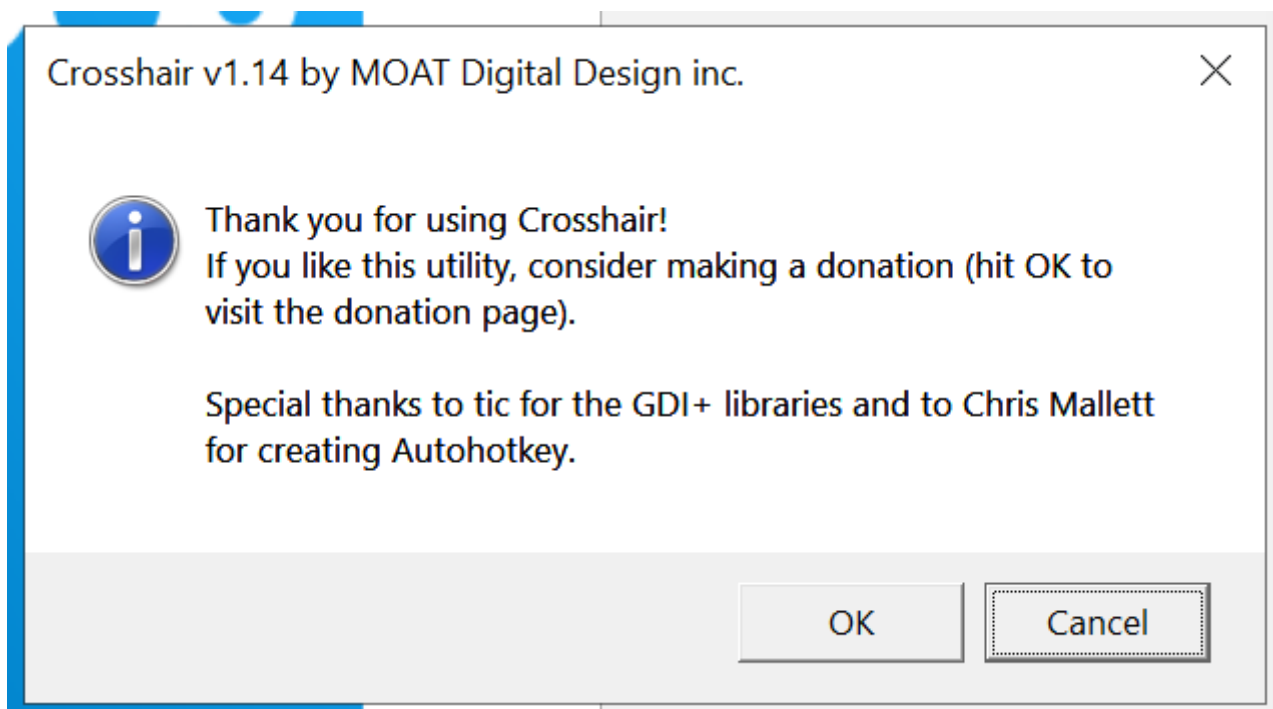 Crosshair v1.14 by MOAT Digital Design inc.
Thank you for using Crosshair!
If you like this utility, consider making a donation (hit OK to
visit the donation page).
Special thanks to tic for the GDI+ libraries and to Chris Mallett
for creating Autohotkey.
OK
Cancel